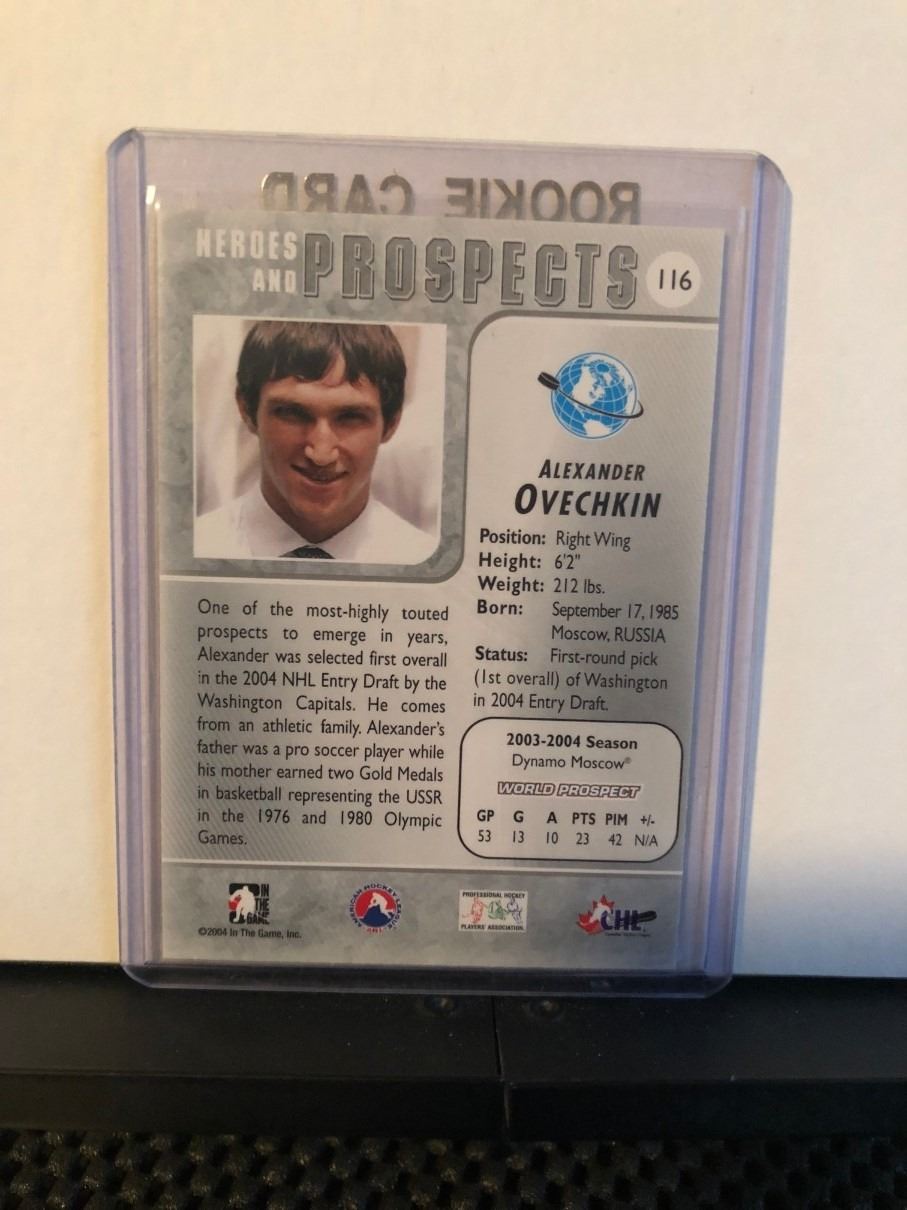 ROOKIE CARD
HEROES
AND PROSPECTS 116
ALEXANDER
OVECHKIN
Position: Right Wing
Height: 6'2"
Weight: 212 lbs.
Born: September 17, 1985
Moscow, RUSSIA
Status: First-round pick
(1st overall) of Washington
in 2004 Entry Draft.
One of the most-highly touted
prospects to emerge in years,
Alexander was selected first overall
in the 2004 NHL Entry Draft by the
Washington Capitals. He comes
from an athletic family. Alexander's
father was a pro soccer player while
his mother earned two Gold Medals
in basketball representing the USSR
in the 1976 and 1980 Olympic
Games.
2003-2004 Season
Dynamo Moscow®
WORLD PROSPECT
GP G A PTS PIM +/-
53 13 10 23 42 N/A
IN
THE
GAME
©2004 In The Game, Inc.
AMERICAN HOCKEY LEAGUE
AHL
PROFESSIONAL HOCKEY
PLAYERS' ASSOCIATION
CHL